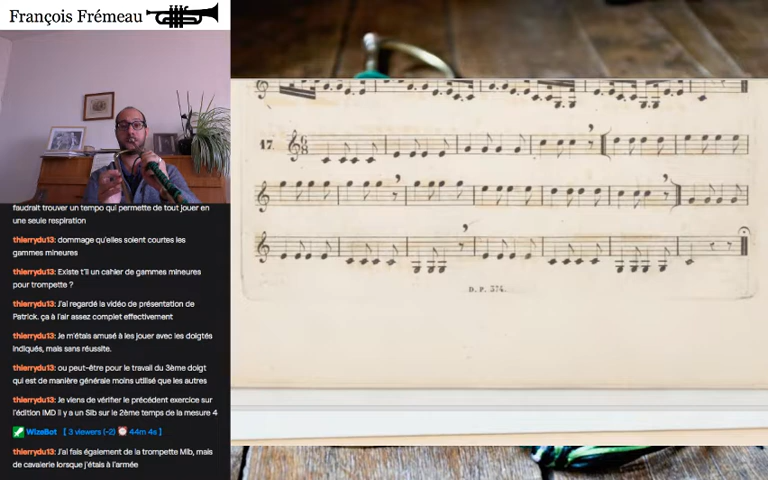 François Frémeau
faudrait trouver un tempo qui permette de tout jouer en
une seule respiration
thierrydu13: dommage qu'elles soient courtes les
gammes mineures
thierrydu13: Existe t'il un cahier de gammes mineures
pour trompette ?
thierrydu13: J'ai regardé la vidéo de présentation de
Patrick. ça à l'air assez complet effectivement
thierrydu13: Je m'étais amusé à les jouer avec les doigtés
indiqués, mais sans réussite.
thierrydu13: ou peut-être pour le travail du 3ème doigt
qui est de manière générale moins utilisé que les autres
thierrydu13: Je viens de vérifier le précédent exercice sur
l'édition IMD il y a un Sib sur le 2ème temps de la mesure 4
WizeBot [ 3 viewers (-2) ⏰ 44m 4s ]
thierrydu13: J'ai fais également de la trompette Mib, mais
de cavalerie lorsque j'étais à l'armée
17.
D. P. 574.